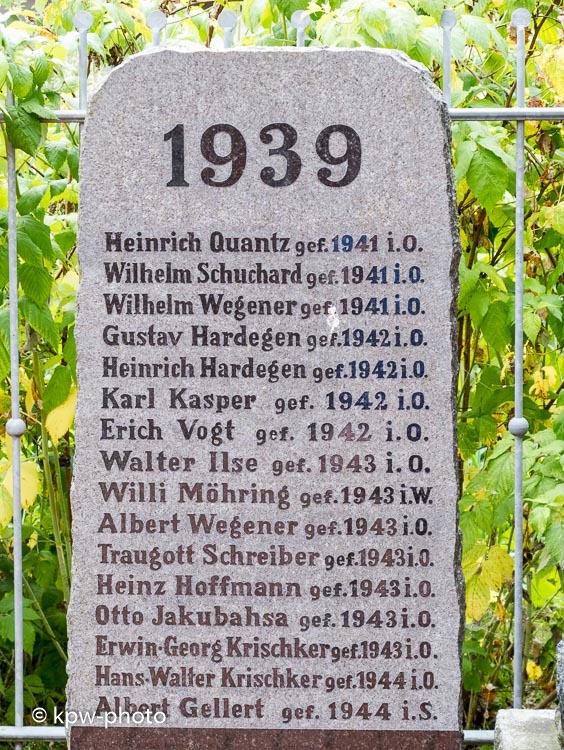 1939
Heinrich Quantz gef. 1941 i.O.
Wilhelm Schuchard gef. 1941 i.O.
Wilhelm Wegener gef. 1941 i.O.
Gustav Hardegen gef. 1942 i.O.
Heinrich Hardegen gef. 1942 i.O.
Karl Kasper gef. 1942 i.O.
Erich Vogt gef. 1942 i.O.
Walter Ilse gef. 1943 i.O.
Willi Möhring gef. 1943 i.W.
Albert Wegener gef. 1943 i.O.
Traugott Schreiber gef. 1943 i.O.
Heinz Hoffmann gef. 1943 i.O.
Otto Jakubahsa gef. 1943 i.O.
Erwin-Georg Krischker gef. 1943 i.O.
Hans-Walter Krischker gef. 1944 i.O.
Albert Gellert gef. 1944 i.S.
© kpw-photo